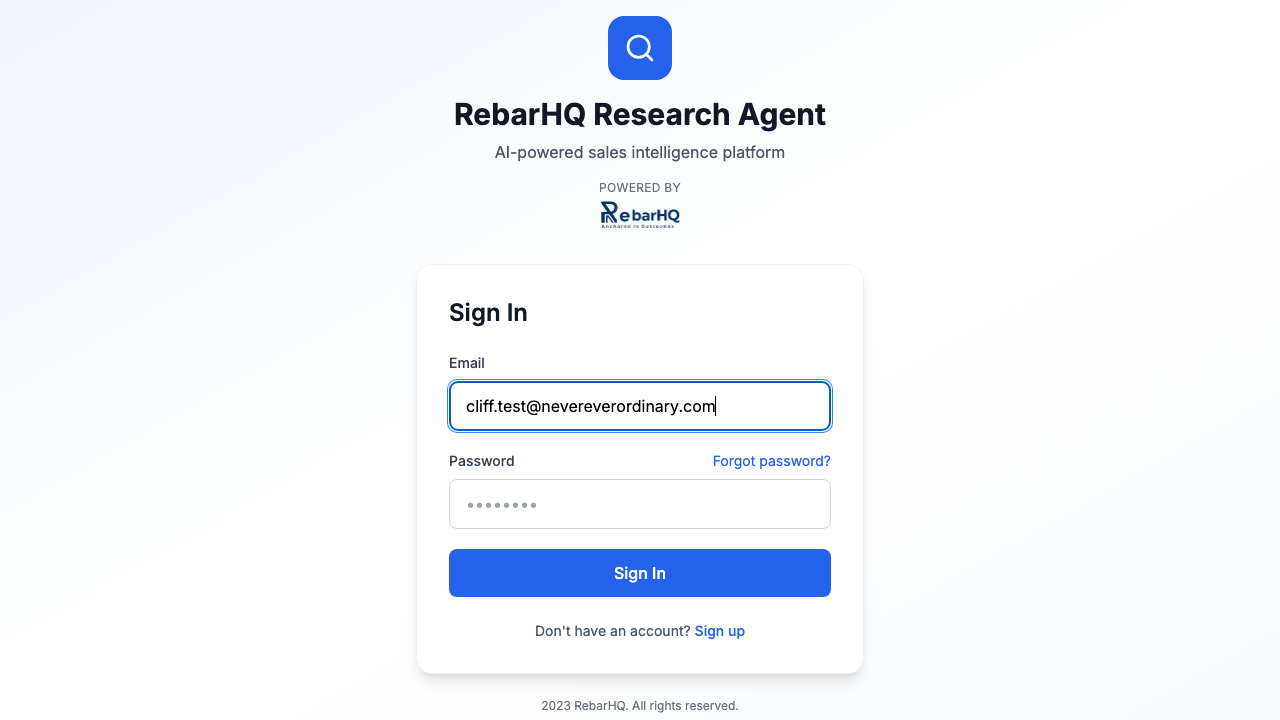 RebarHQ Research Agent
AI-powered sales intelligence platform
POWERED BY
RebarHQ
Anchored in Outcomes
Sign In
Email
cliff.test@nevereverordinary.com
Password
Forgot password?
Sign In
Don't have an account? Sign up
2023 RebarHQ. All rights reserved.